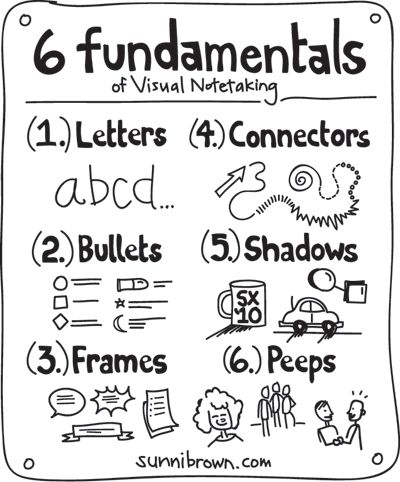 6 fundamentals
of Visual Notetaking
(1.) Letters
abcd...
(2.) Bullets
(3.) Frames
(4.) Connectors
(5.) Shadows
SX
10
(6.) Peeps
sunnibrown.com